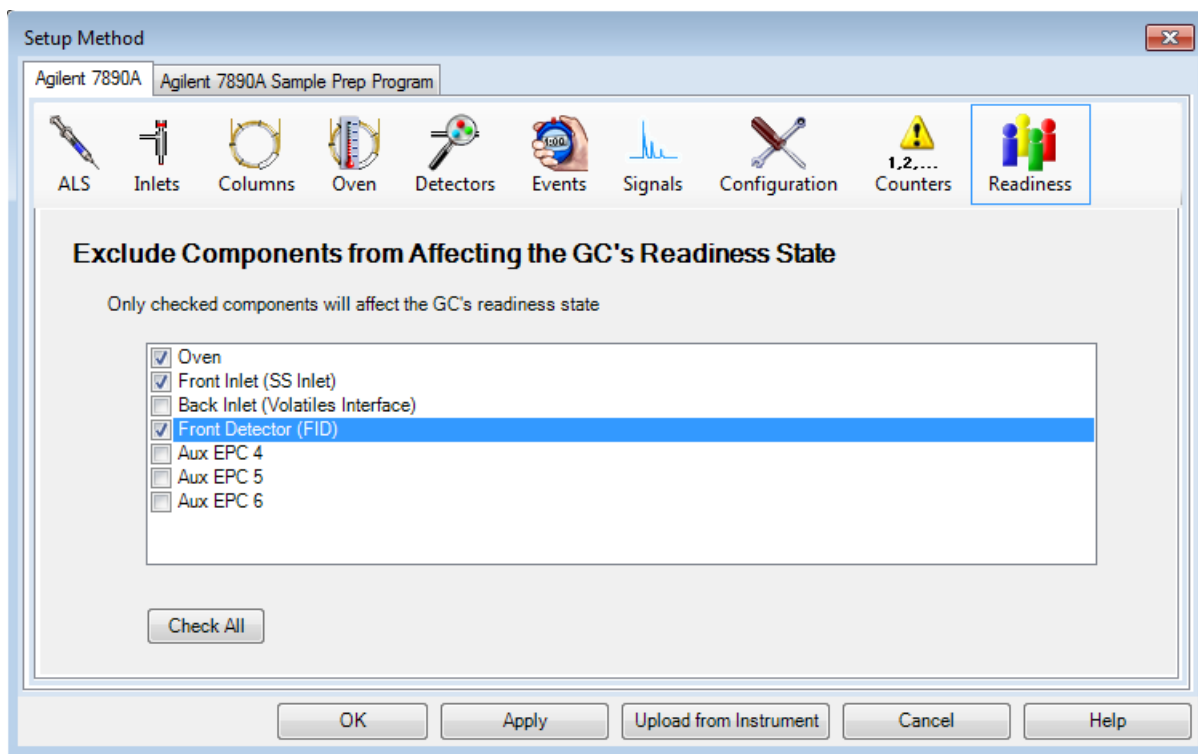 Setup Method
Agilent 7890A Agilent 7890A Sample Prep Program
1:00
1,2,...
ALS Inlets Columns Oven Detectors Events Signals Configuration Counters Readiness
Exclude Components from Affecting the GC's Readiness State
Only checked components will affect the GC's readiness state
Oven
Front Inlet (SS Inlet)
Back Inlet (Volatiles Interface)
Front Detector (FID)
Aux EPC 4
Aux EPC 5
Aux EPC 6
Check All
OK Apply Upload from Instrument Cancel Help